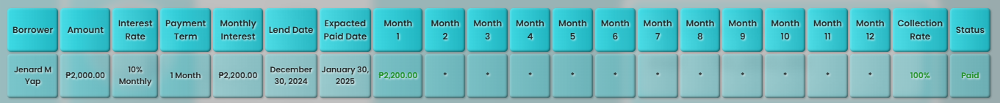 Borrower Amount Interest Rate Payment Term Monthly Interest Lend Date Expacted Paid Date Month 1 Month 2 Month 3 Month 4 Month 5 Month 6 Month 7 Month 8 Month 9 Month 10 Month 11 Month 12 Collection Rate Status
Jenard M Yap ₱2,000.00 10% Monthly 1 Month ₱2,200.00 December 30, 2024 January 30, 2025 ₱2,200.00 * * * * * * * * * * * 100% Paid